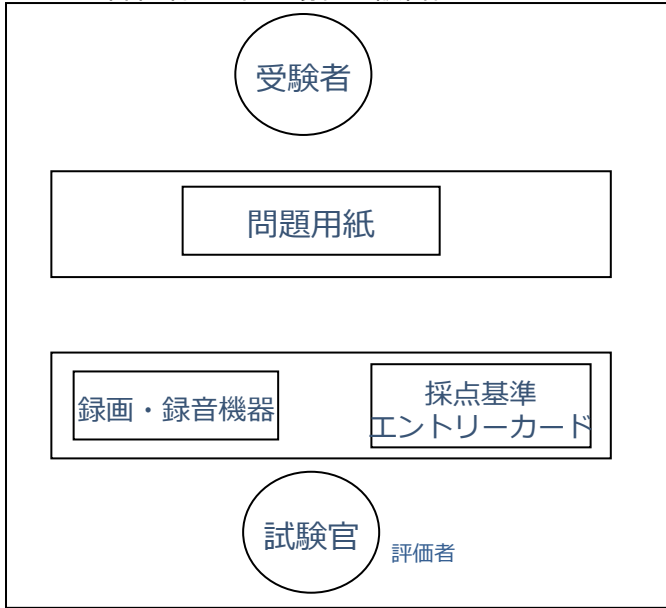 受験者
問題用紙
録画・録音機器
採点基準
エントリーカード
試験官
評価者